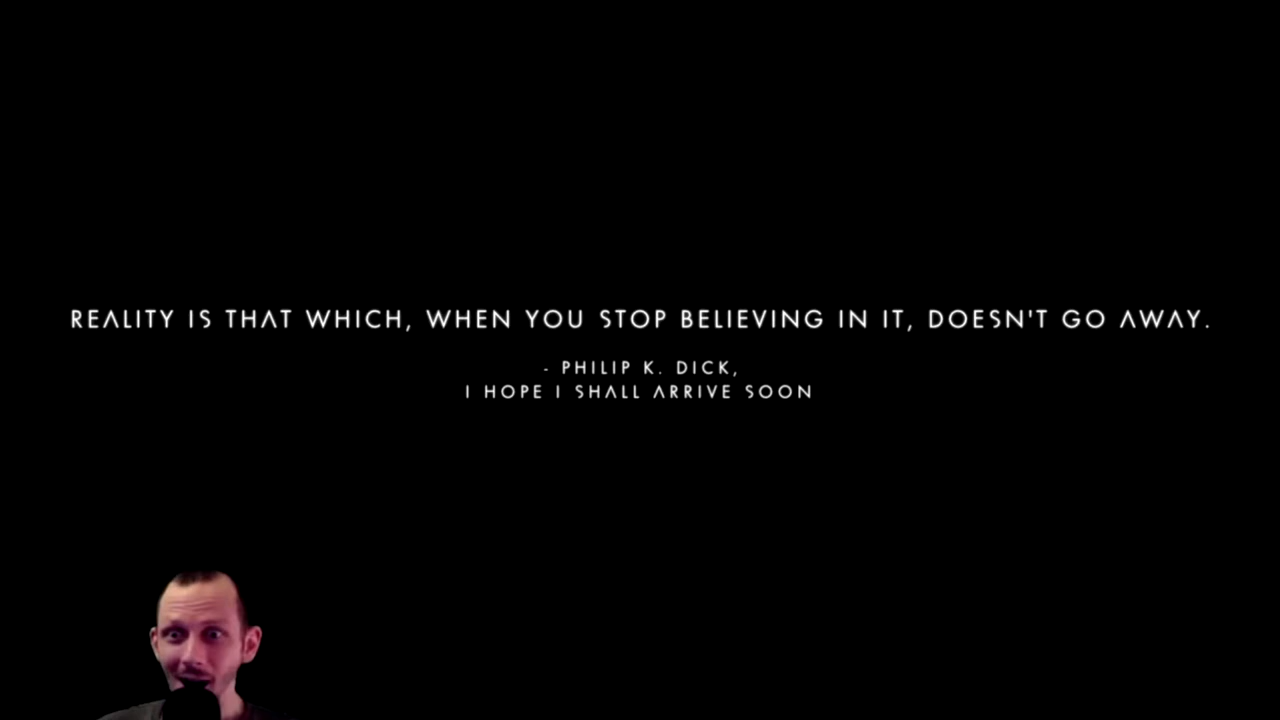 REALITY IS THAT WHICH, WHEN YOU STOP BELIEVING IN IT, DOESN'T GO AWAY.
- PHILIP K. DICK,
I HOPE I SHALL ARRIVE SOON